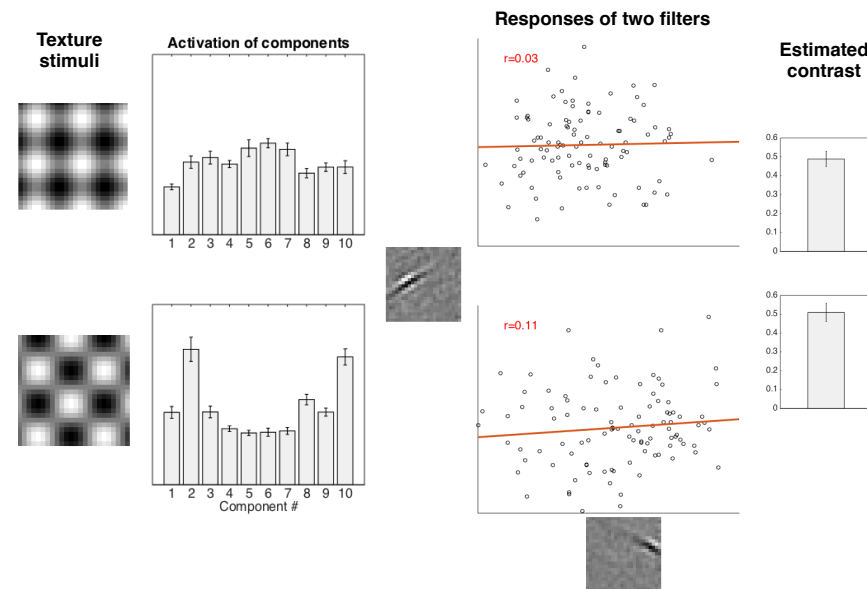 Responses of two filters
Texture
stimuli
Activation of components
Estimated
contrast
r=0.03
0.6
0.5
0.4
0.3
0.2
0.1
0
1 2 3 4 5 6 7 8 9 10
r=0.11
0.6
0.5
0.4
0.3
0.2
0.1
0
1 2 3 4 5 6 7 8 9 10
Component #